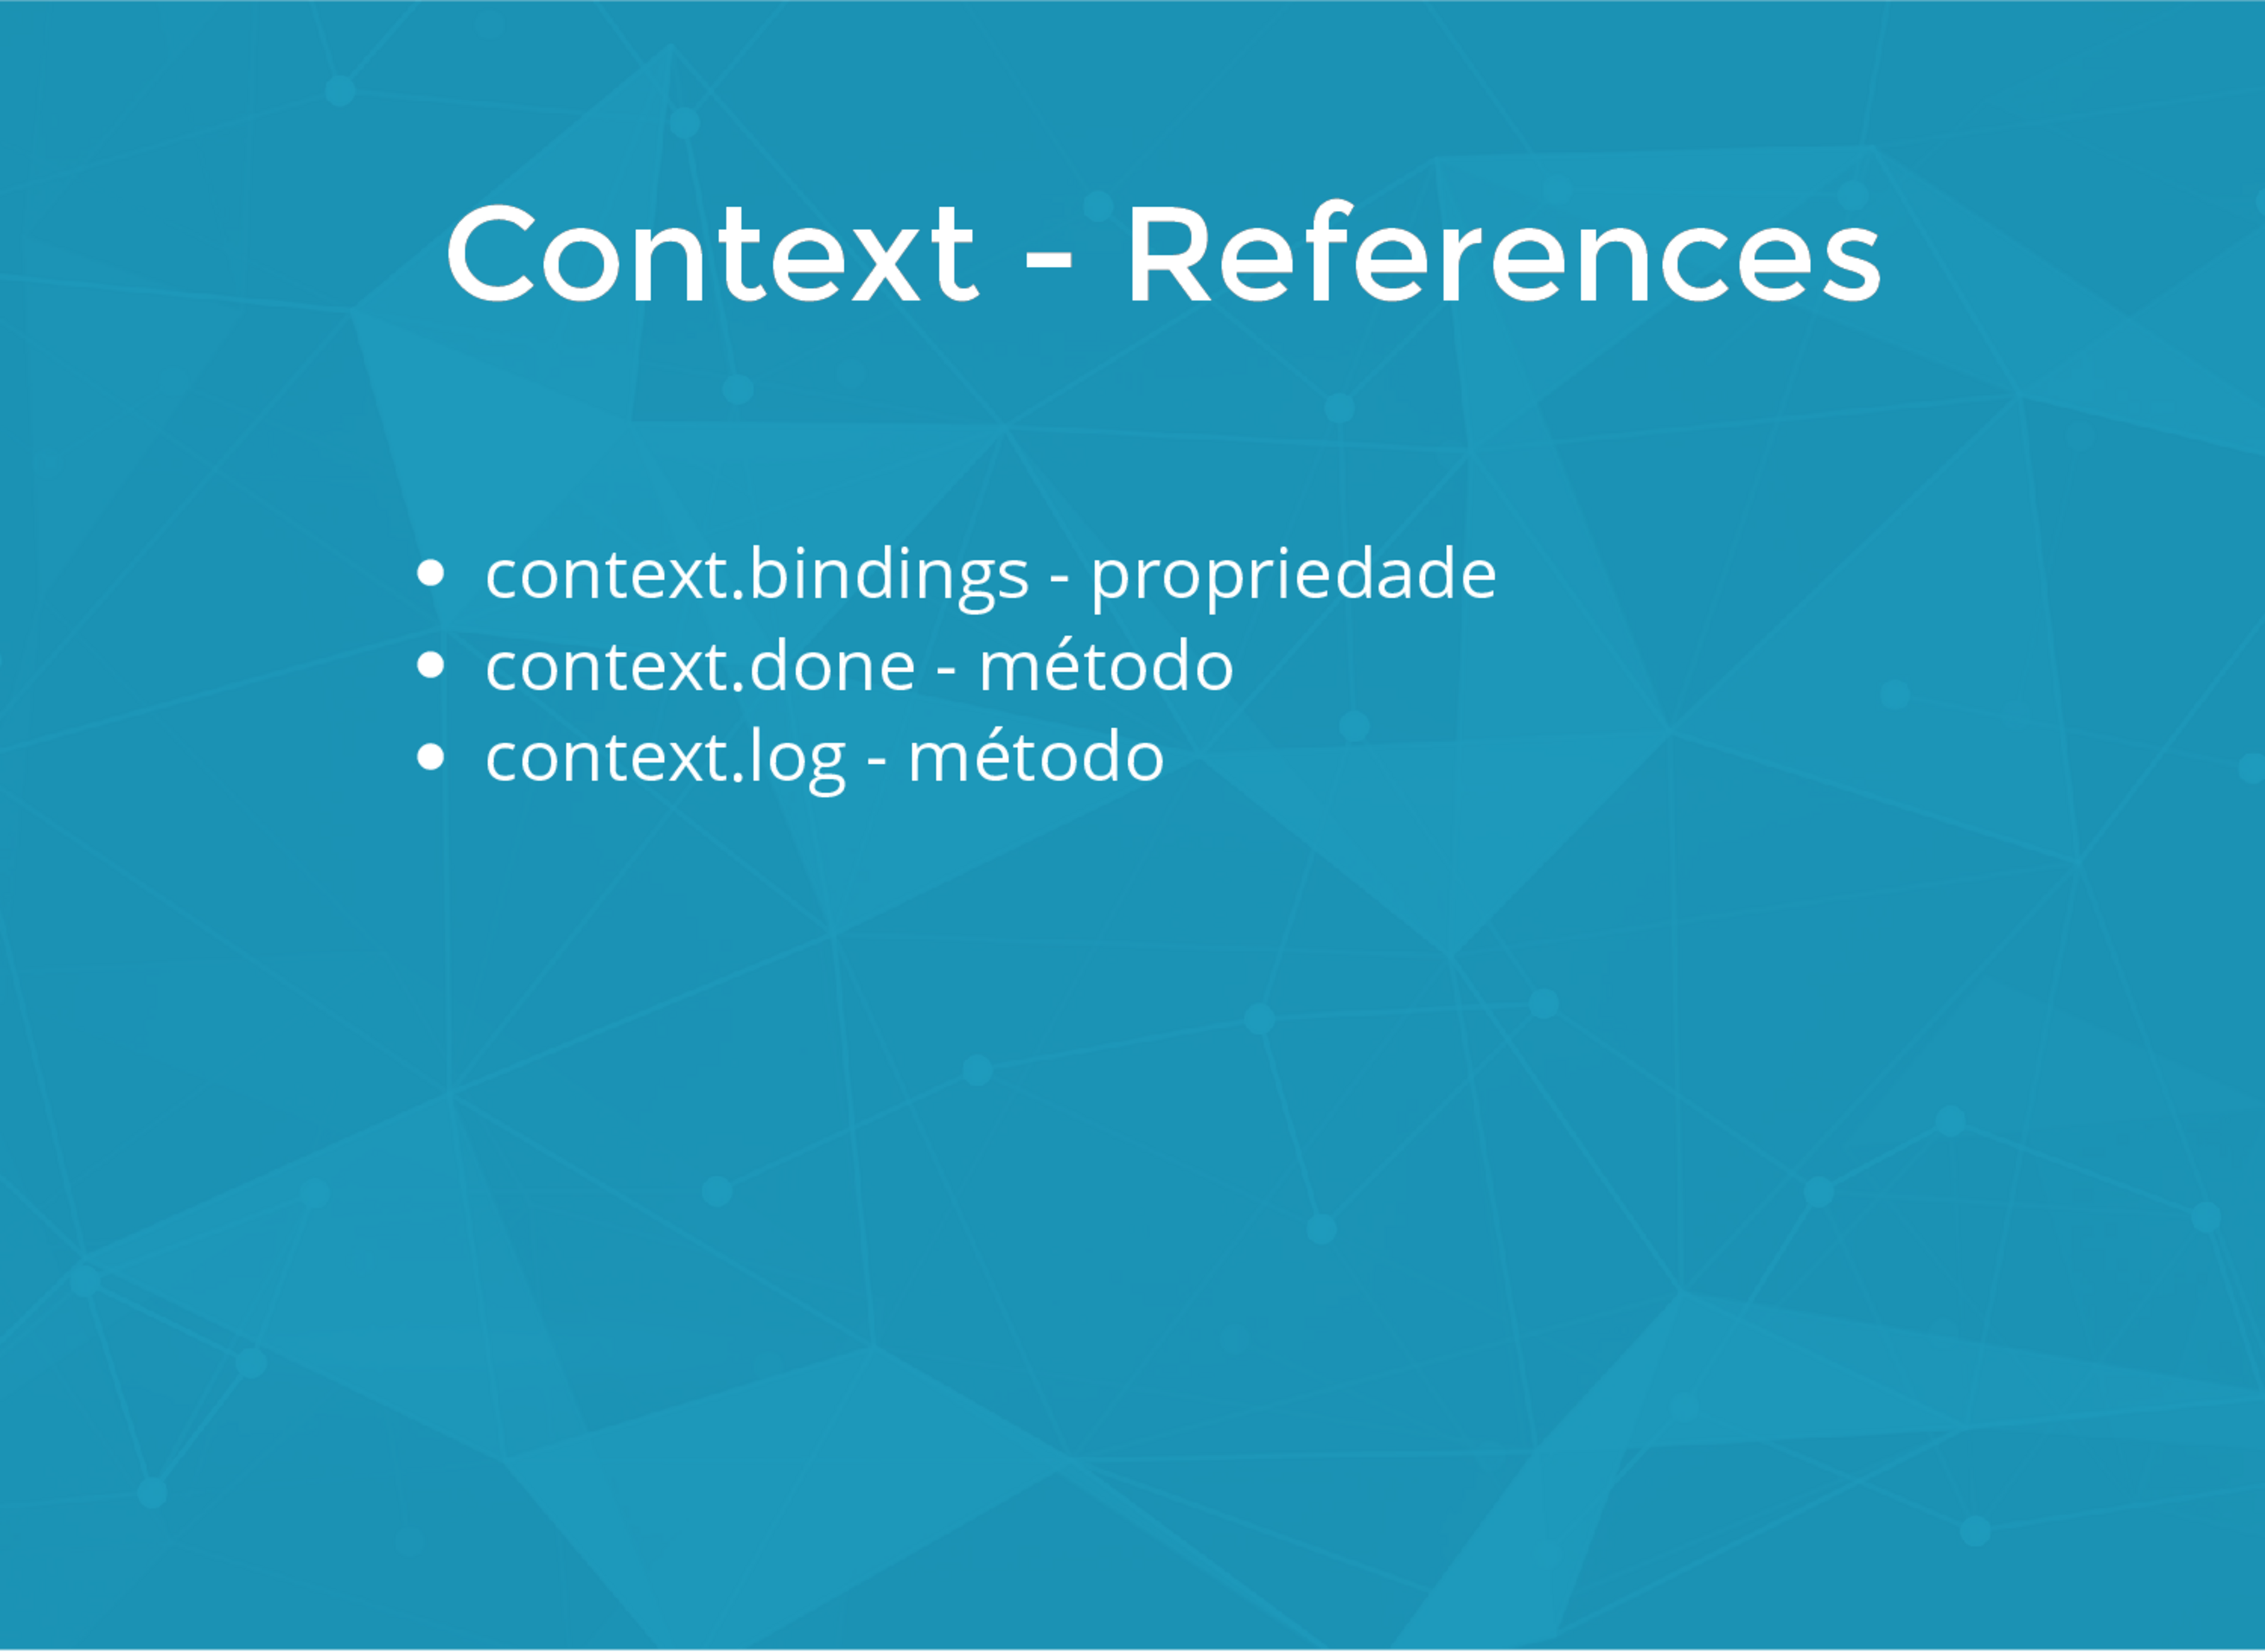 Context - References
• context.bindings - propriedade
• context.done - método
• context.log - método